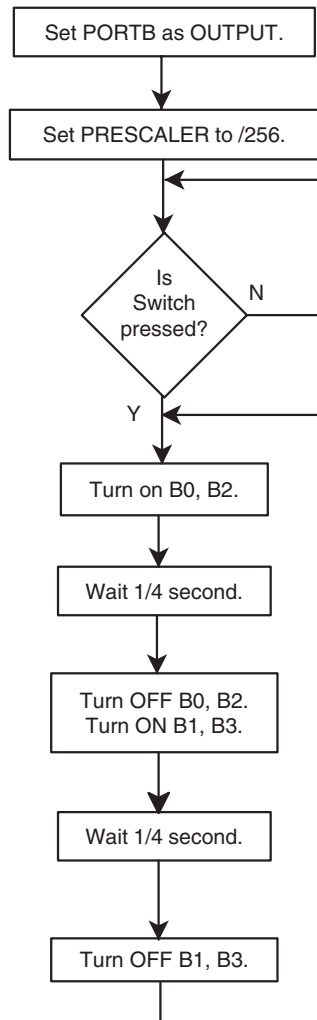 Set PORTB as OUTPUT.
Set PRESCALER to /256.
Is
Switch
pressed?
N
Y
Turn on B0, B2.
Wait 1/4 second.
Turn OFF B0, B2.
Turn ON B1, B3.
Wait 1/4 second.
Turn OFF B1, B3.